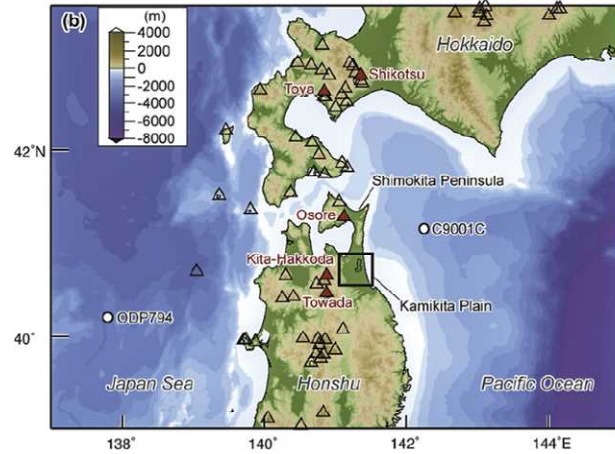 (b)
(m)
4000
2000
0
-2000
-4000
-6000
-8000
Hokkaido
Shikotsu
Toya
42°N
Shimokita Peninsula
Osore
C9001C
Kita-Hakkoda
Kamikita Plain
Towada
ODP794
40°
Japan Sea
Honshu
Pacific Ocean
138°
140°
142°
144°